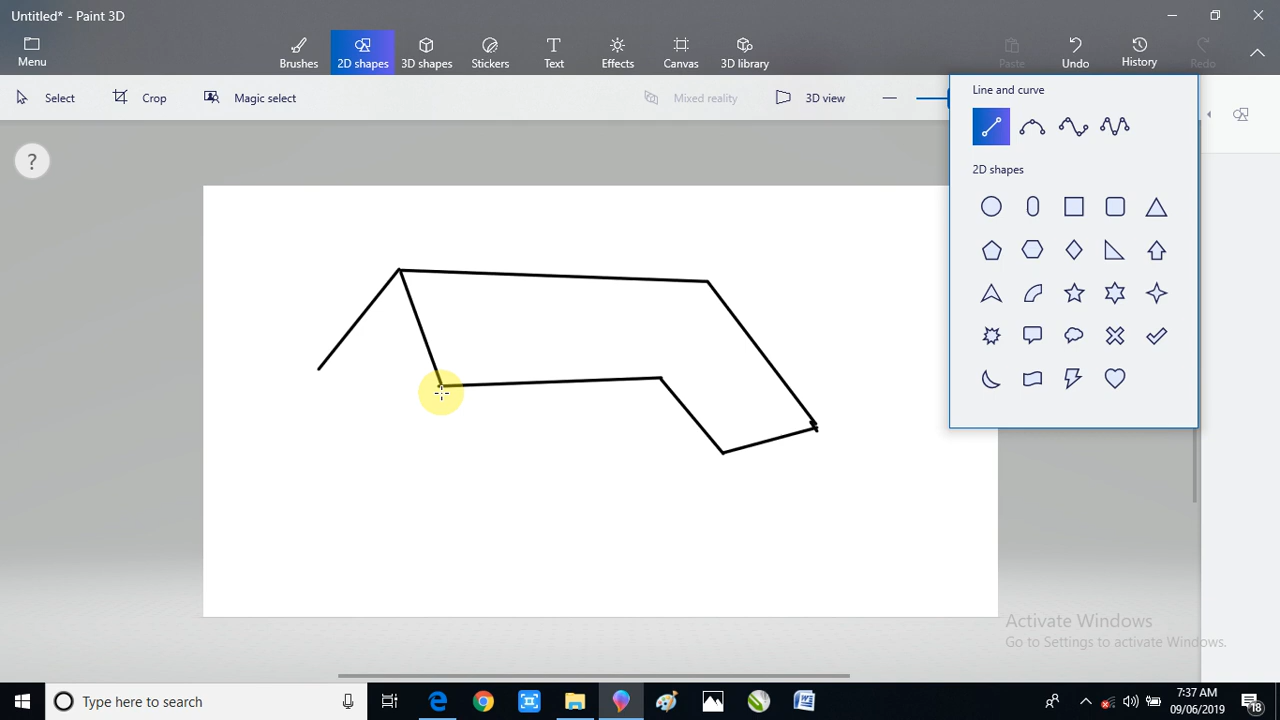 Untitled* - Paint 3D
Menu
Brushes
2D shapes
3D shapes
Stickers
Text
Effects
Canvas
3D library
Paste
Undo
History
Redo
Select
Crop
Magic select
Mixed reality
3D view
Line and curve
2D shapes
?
Activate Windows
Go to Settings to activate Windows.
Type here to search
7:37 AM
09/06/2019
18